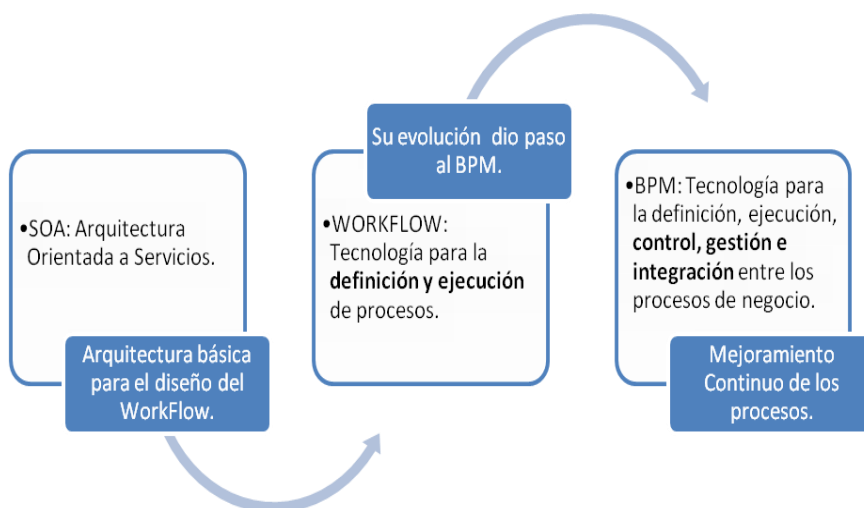 •SOA: Arquitectura
Orientada a Servicios.
Arquitectura básica
para el diseño del
WorkFlow.
Su evolución dio paso
al BPM.
•WORKFLOW:
Tecnología para la
definición y ejecución
de procesos.
•BPM: Tecnología para
la definición, ejecución,
control, gestión e
integración entre los
procesos de negocio.
Mejoramiento
Continuo de los
procesos.